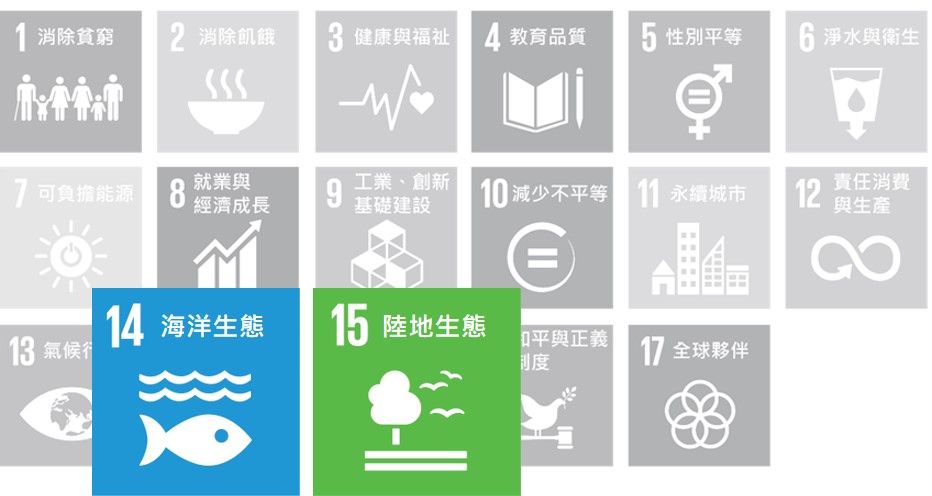 1 消除貧窮
2 消除飢餓
3 健康與福祉
4 教育品質
5 性別平等
6 淨水與衛生
7 可負擔能源
8 就業與
經濟成長
9 工業、創新
基礎建設
10 減少不平等
11 永續城市
12 責任消費
與生產
13 氣候行
14 海洋生態
15 陸地生態
和平與正義
制度
17 全球夥伴